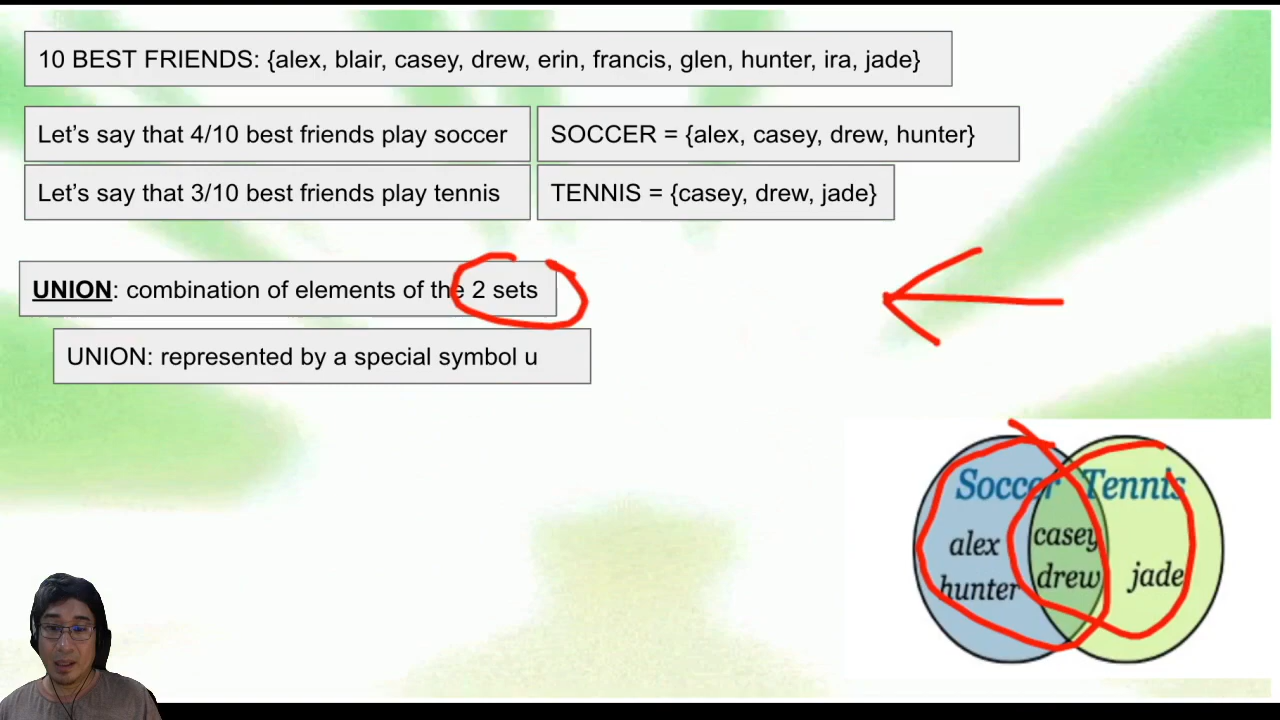 10 BEST FRIENDS: {alex, blair, casey, drew, erin, francis, glen, hunter, ira, jade}
Let's say that 4/10 best friends play soccer
SOCCER = {alex, casey, drew, hunter}
Let's say that 3/10 best friends play tennis
TENNIS = {casey, drew, jade}
UNION: combination of elements of the 2 sets
UNION: represented by a special symbol u
Soccer Tennis
alex
casey
hunter
drew
jade